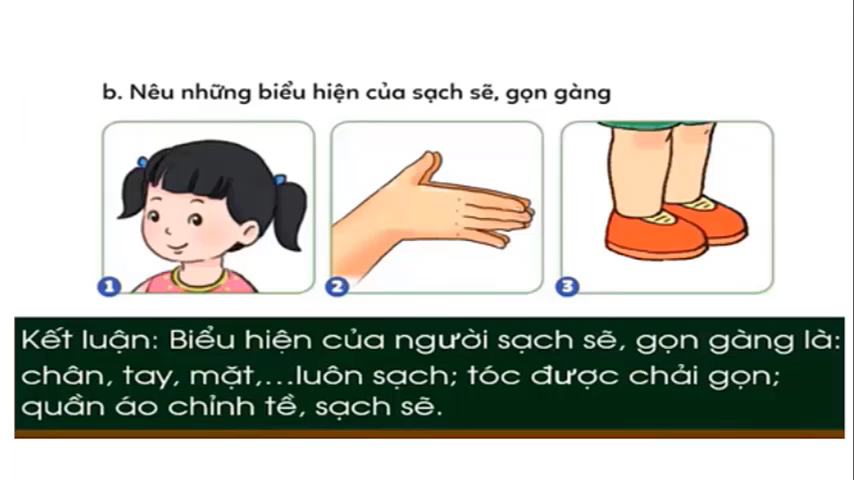 b. Nêu những biểu hiện của sạch sẽ, gọn gàng
1
2
3
Kết luận: Biểu hiện của người sạch sẽ, gọn gàng là:
chân, tay, mặt,...luôn sạch; tóc được chải gọn;
quần áo chỉnh tề, sạch sẽ.